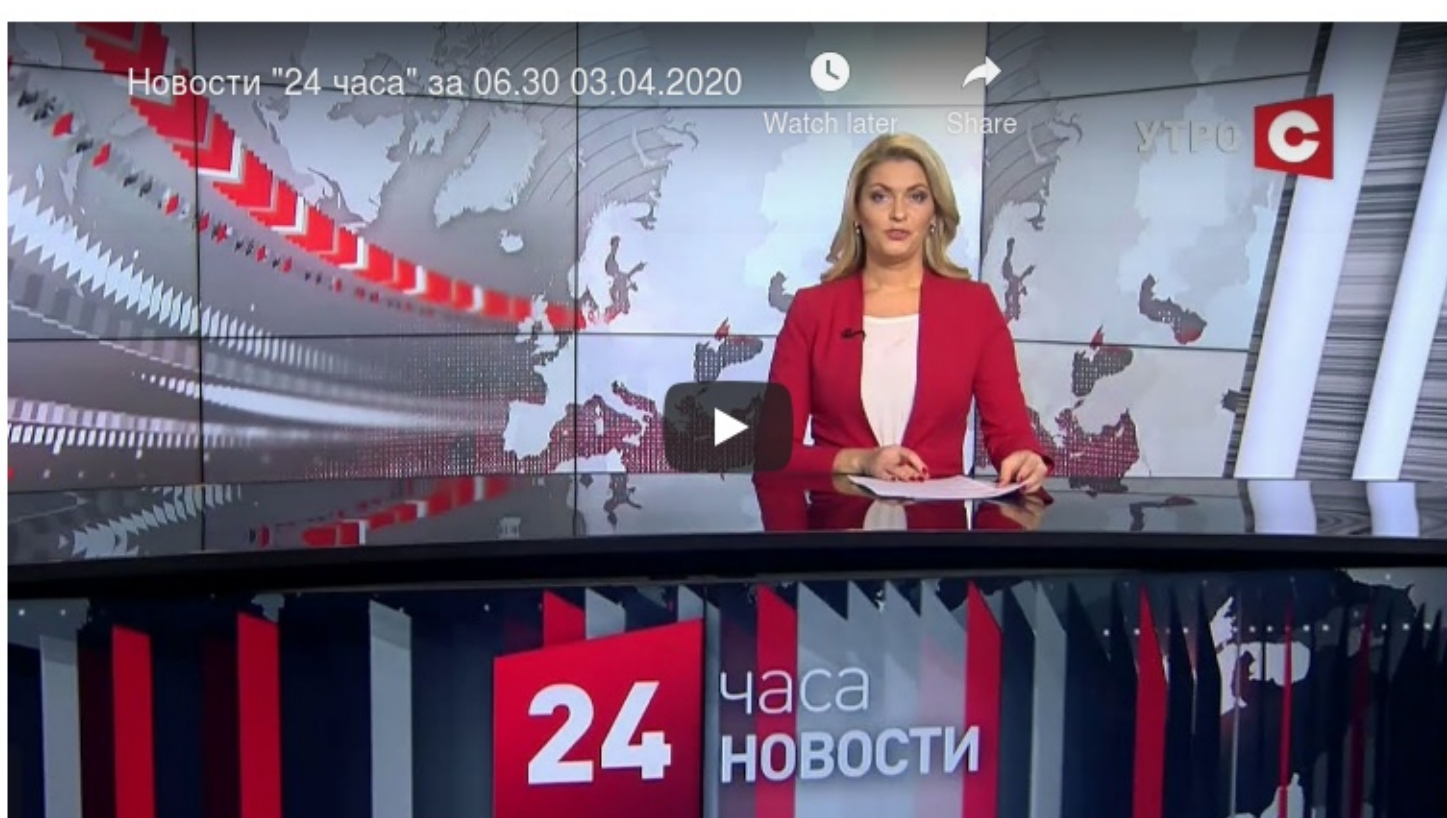 Новости "24 часа" за 06.30 03.04.2020
Watch later
Share
УТРО С
24 часа
НОВОСТИ